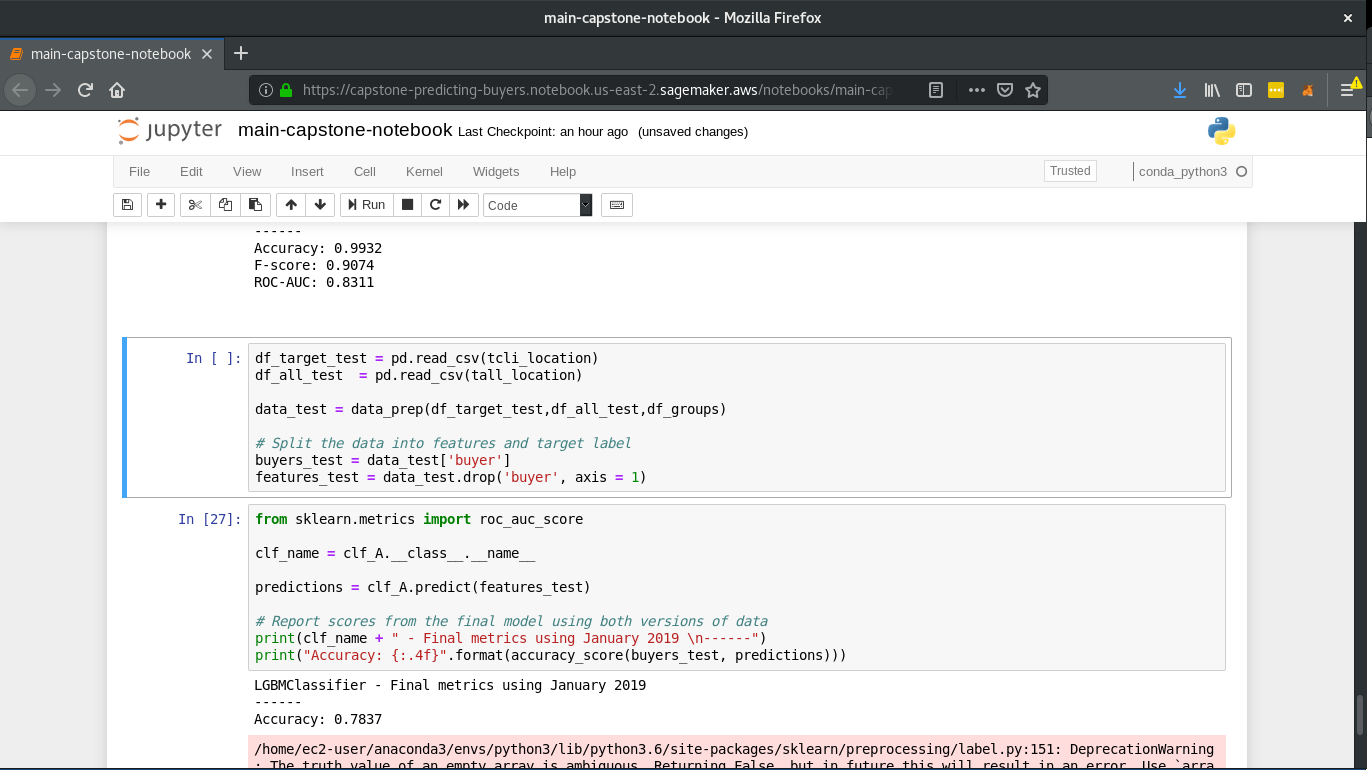 main-capstone-notebook - Mozilla Firefox
main-capstone-notebook
https://capstone-predicting-buyers.notebook.us-east-2.sagemaker.aws/notebooks/main-cap
jupyter main-capstone-notebook Last Checkpoint: an hour ago (unsaved changes)
File Edit View Insert Cell Kernel Widgets Help Trusted conda_python3
Run Code
------
Accuracy: 0.9932
F-score: 0.9074
ROC-AUC: 0.8311
In [ ]: df_target_test = pd.read_csv(tcli_location)
df_all_test  = pd.read_csv(tall_location)
data_test = data_prep(df_target_test,df_all_test,df_groups)
# Split the data into features and target label
buyers_test = data_test['buyer']
features_test = data_test.drop('buyer', axis = 1)
In [27]: from sklearn.metrics import roc_auc_score
clf_name = clf_A.__class__.__name__
predictions = clf_A.predict(features_test)
# Report scores from the final model using both versions of data
print(clf_name + " - Final metrics using January 2019 \n------")
print("Accuracy: {:.4f}".format(accuracy_score(buyers_test, predictions)))
LGBMClassifier - Final metrics using January 2019
------
Accuracy: 0.7837
/home/ec2-user/anaconda3/envs/python3/lib/python3.6/site-packages/sklearn/preprocessing/label.py:151: DeprecationWarning
: The truth value of an empty array is ambiguous. Returning False, but in future this will result in an error. Use `arra